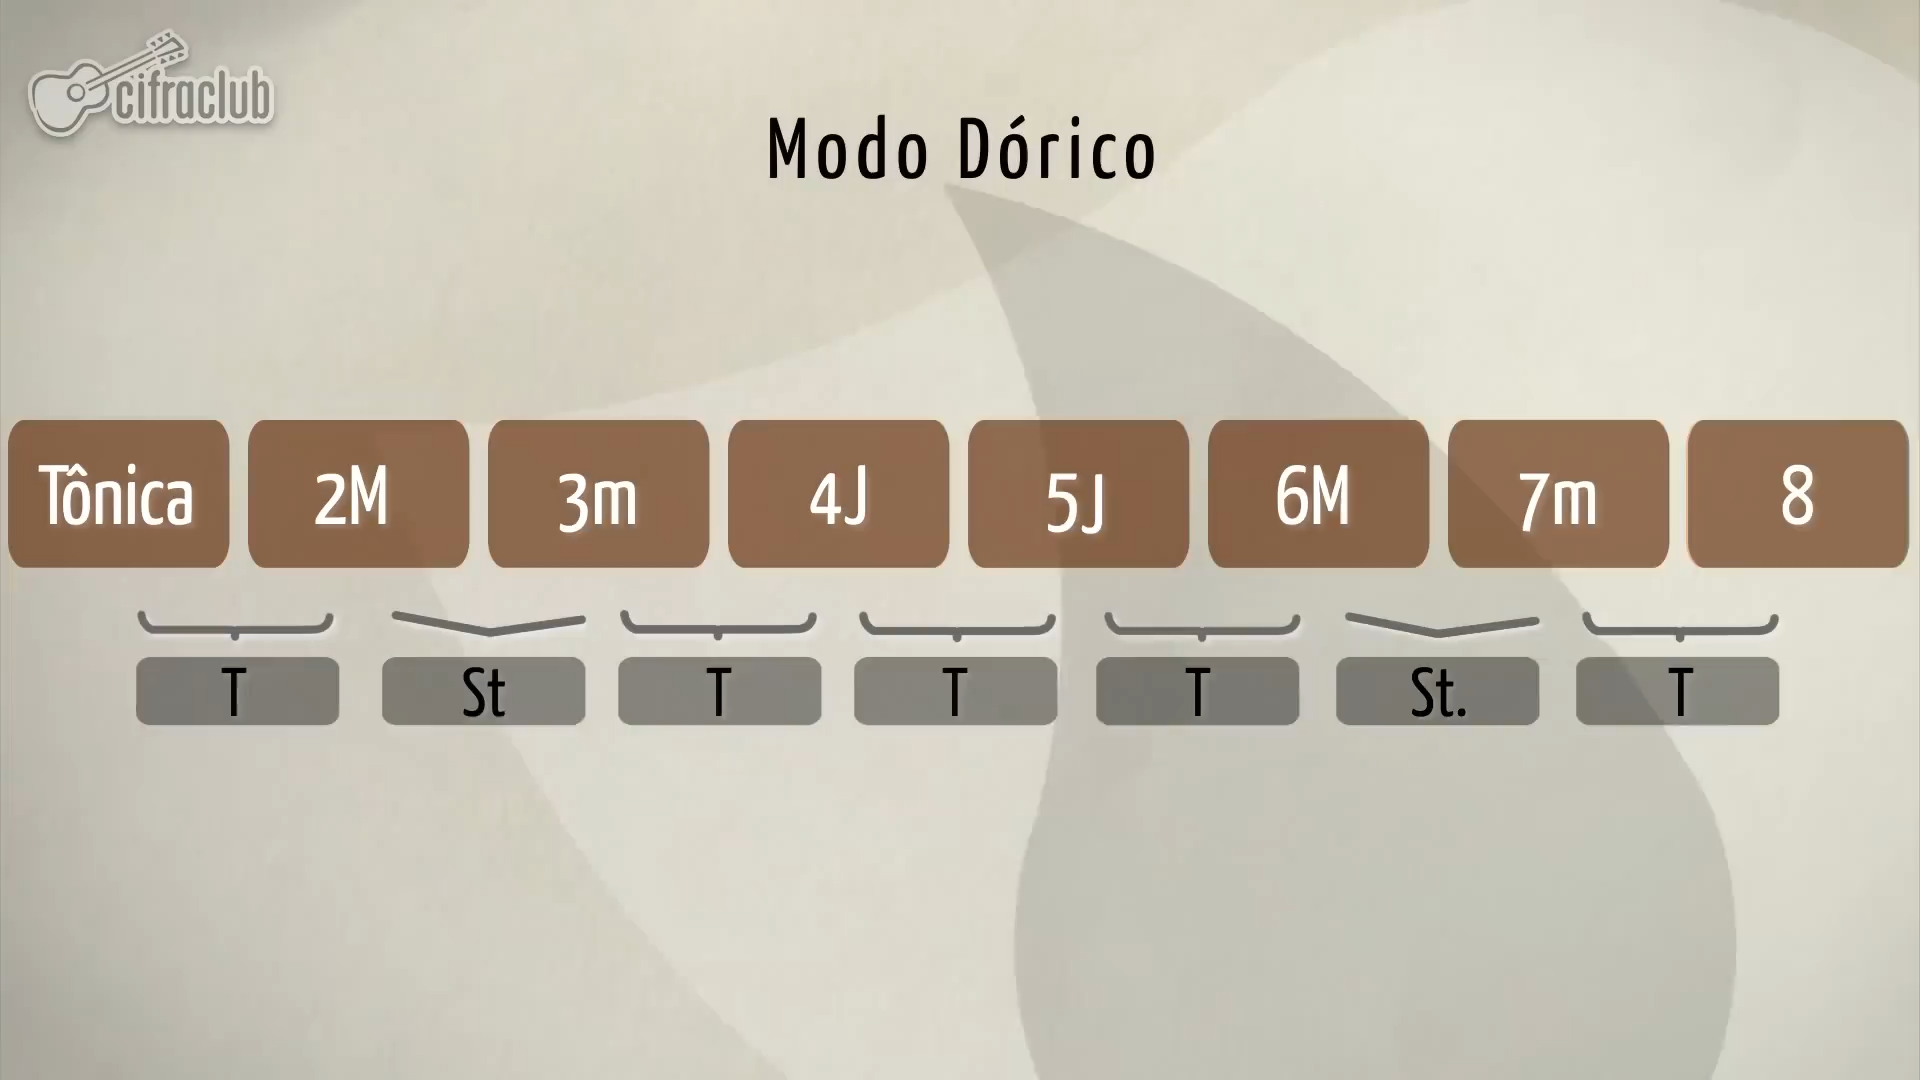 cifraclub
Modo Dórico
Tônica 2M 3m 4J 5J 6M 7m 8
T St T T T St. T